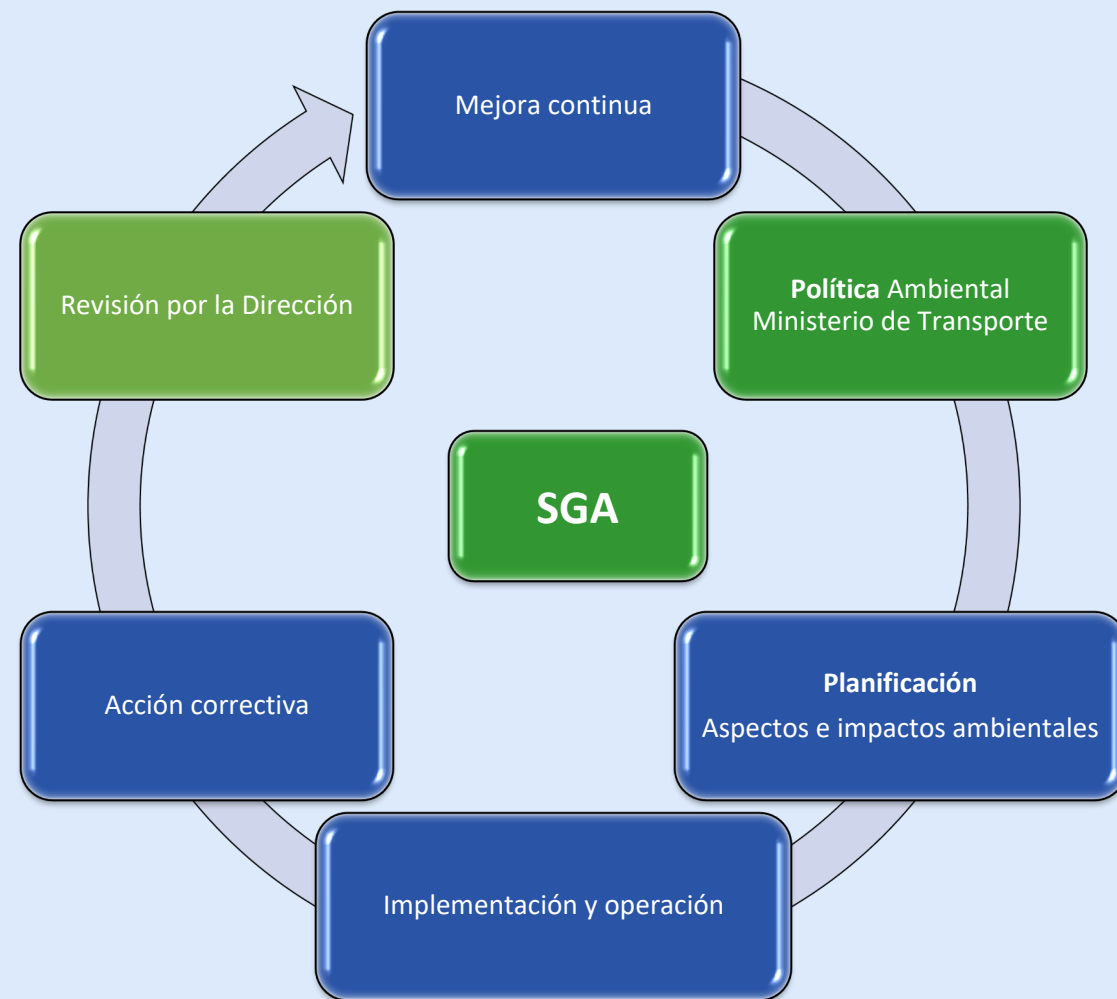 Mejora continua
Política Ambiental
Ministerio de Transporte
Revisión por la Dirección
SGA
Planificación
Aspectos e impactos ambientales
Acción correctiva
Implementación y operación